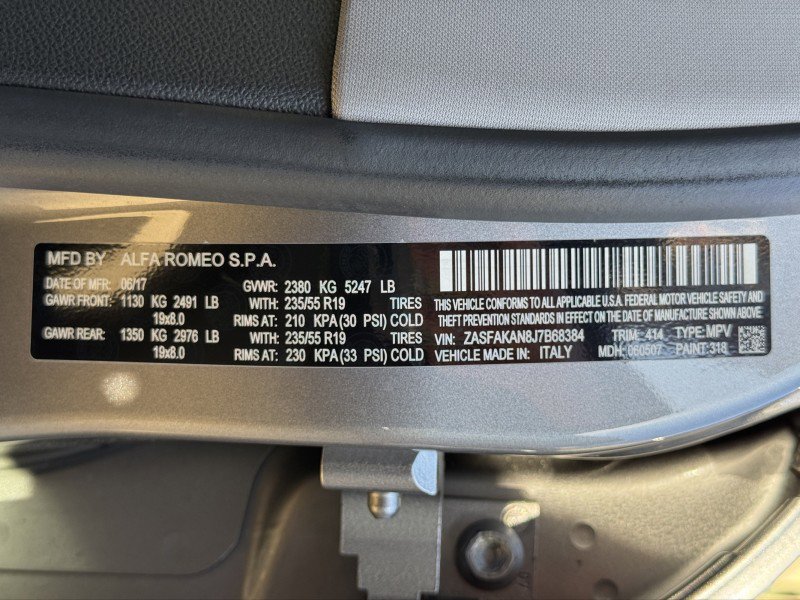 MFD BY ALFA ROMEO S.P.A.
DATE OF MFR: 06/17 GVWR: 2380 KG 5247 LB
GAWR FRONT: 1130 KG 2491 LB WITH: 235/55 R19 TIRES
19x8.0 RIMS AT: 210 KPA(30 PSI) COLD
GAWR REAR: 1350 KG 2976 LB WITH: 235/55 R19 TIRES
19x8.0 RIMS AT: 230 KPA(33 PSI) COLD
THIS VEHICLE CONFORMS TO ALL APPLICABLE U.S.A. FEDERAL MOTOR VEHICLE SAFETY AND
THEFT PREVENTION STANDARDS IN EFFECT ON THE DATE OF MANUFACTURE SHOWN ABOVE.
VIN: ZASFAKAN8J7B68384 TRIM: 414 TYPE: MPV
VEHICLE MADE IN: ITALY MDH: 060507 PAINT: 318